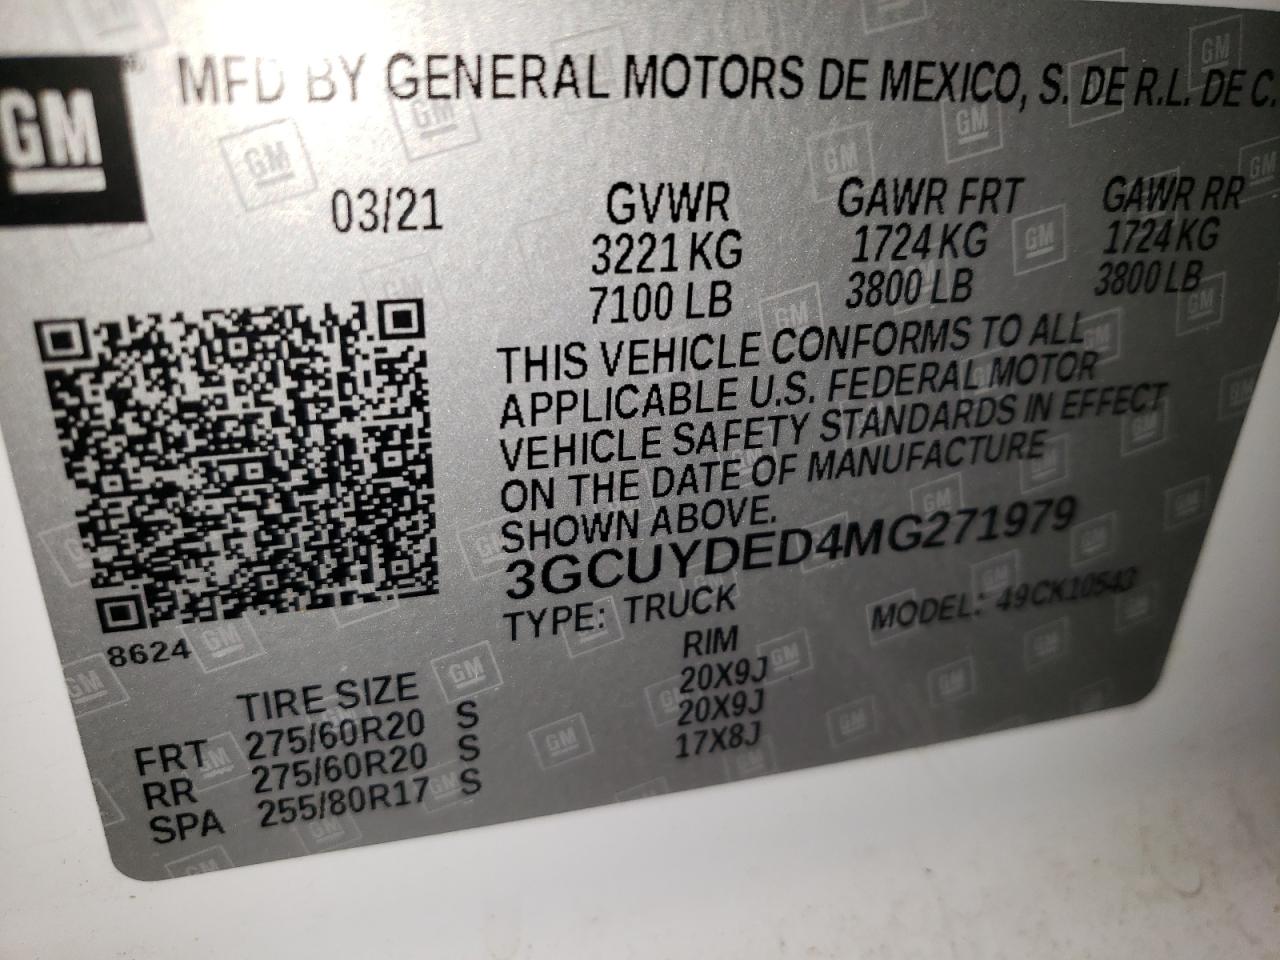 GM
MFD BY GENERAL MOTORS DE MEXICO, S. DE R.L. DE C.
03/21
GVWR GAWR FRT GAWR RR
3221 KG 1724 KG 1724 KG
7100 LB 3800 LB 3800 LB
THIS VEHICLE CONFORMS TO ALL
APPLICABLE U.S. FEDERAL MOTOR
VEHICLE SAFETY STANDARDS IN EFFECT
ON THE DATE OF MANUFACTURE
SHOWN ABOVE.
3GCUYDED4MG271979
TYPE: TRUCK MODEL: 49CK10543
8624
TIRE SIZE RIM
FRT 275/60R20 S 20X9J
RR 275/60R20 S 20X9J
SPA 255/80R17 S 17X8J